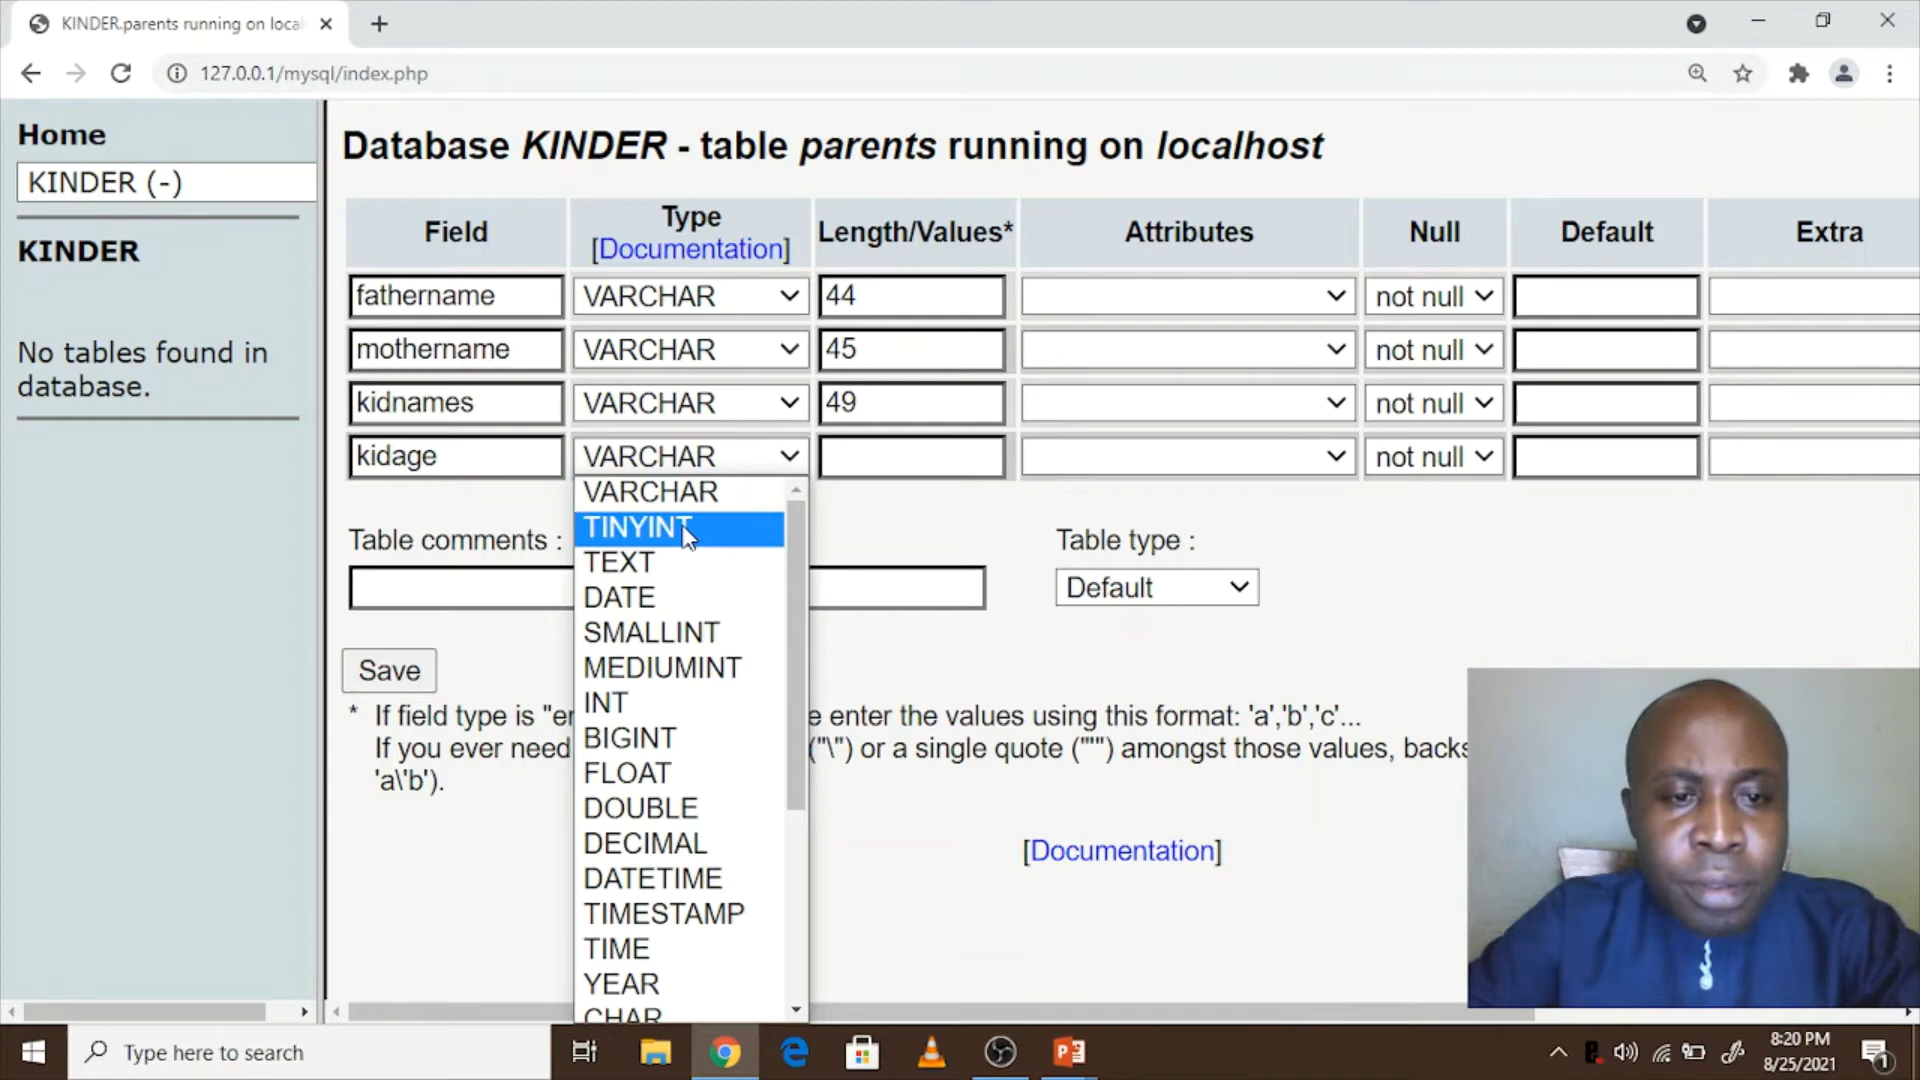 KINDER.parents running on loca
127.0.0.1/mysql/index.php
Home
KINDER (-)
KINDER
No tables found in
database.
Database KINDER - table parents running on localhost
Field Type [Documentation] Length/Values* Attributes Null Default Extra
fathername VARCHAR 44 not null
mothername VARCHAR 45 not null
kidnames VARCHAR 49 not null
kidage VARCHAR not null
VARCHAR
TINYINT
TEXT
DATE
SMALLINT
MEDIUMINT
INT
BIGINT
FLOAT
DOUBLE
DECIMAL
DATETIME
TIMESTAMP
TIME
YEAR
CHAR
Table comments :
Table type :
Default
Save
* If field type is "e e enter the values using this format: 'a','b','c'...
If you ever need ("\") or a single quote ("'") amongst those values, backs
'a\'b').
[Documentation]
Type here to search
8:20 PM
8/25/2021
1